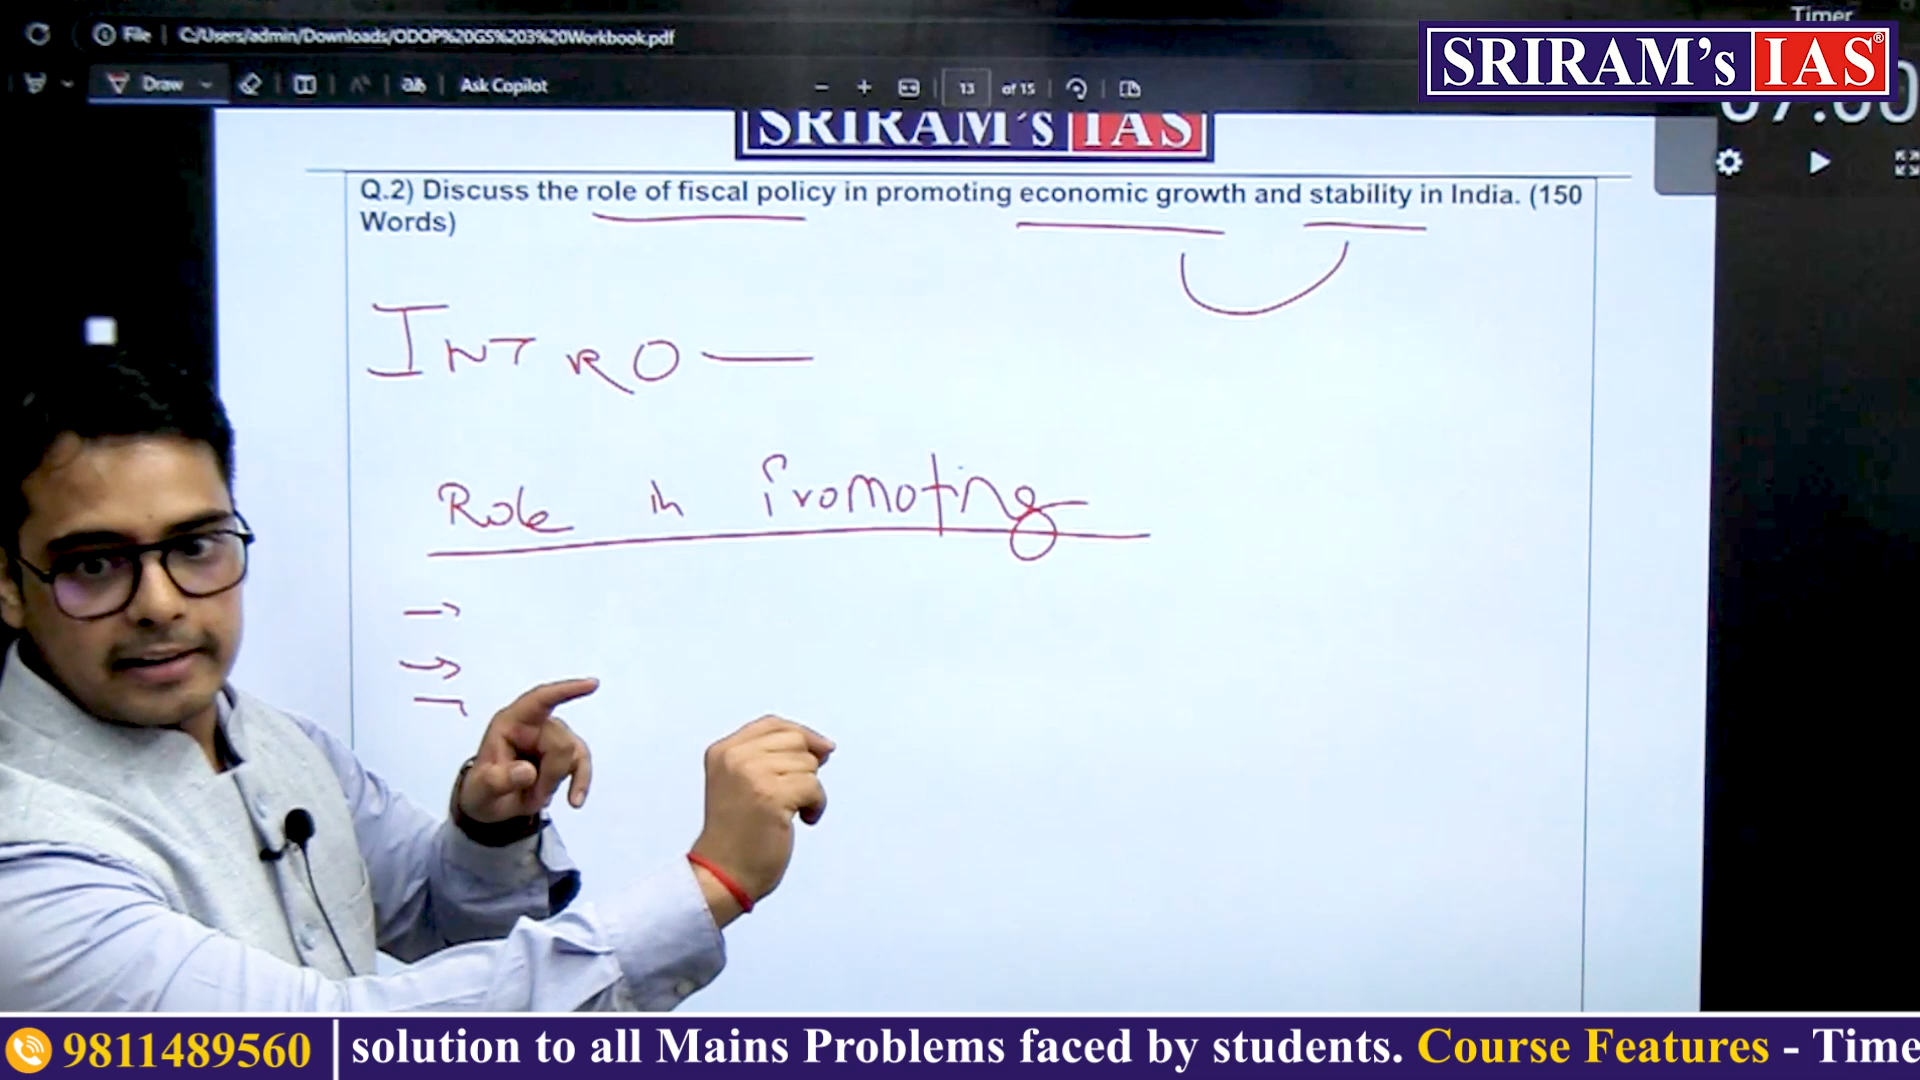 Timer
File | C:/Users/admin/Downloads/ODOP%20GS%203%20Workbook.pdf
SRIRAM's IAS®
Draw
Ask Copilot
13 of 15
SRIRAM's IAS
Q.2) Discuss the role of fiscal policy in promoting economic growth and stability in India. (150
Words)
INTRO —
Role in Promoting
9811489560 | solution to all Mains Problems faced by students. Course Features - Time